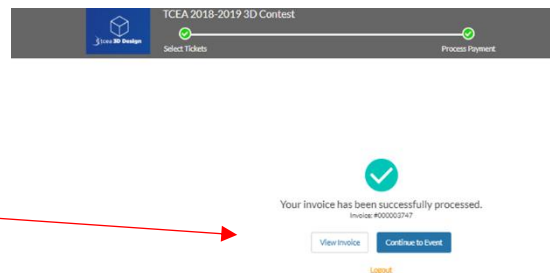 TCEA 2018-2019 3D Contest
TCEA 3D Design
Select Tickets
Process Payment
Your invoice has been successfully processed.
Invoice: #000003747
View Invoice
Continue to Event
Logout